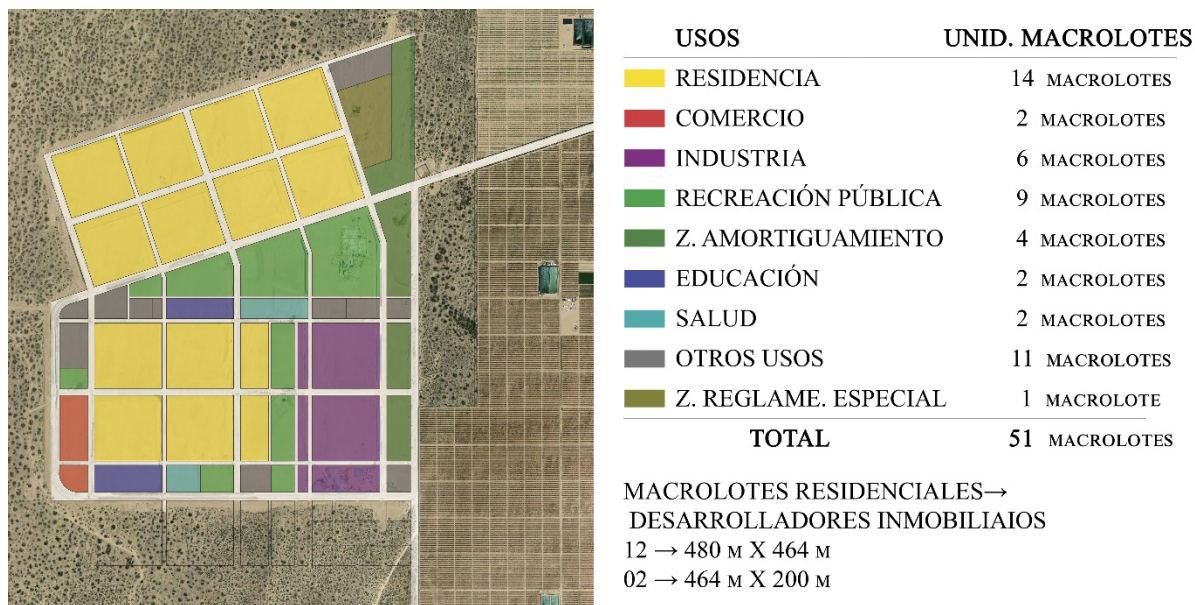 USOS UNID. MACROLOTES
RESIDENCIA 14 MACROLOTES
COMERCIO 2 MACROLOTES
INDUSTRIA 6 MACROLOTES
RECREACIÓN PÚBLICA 9 MACROLOTES
Z. AMORTIGUAMIENTO 4 MACROLOTES
EDUCACIÓN 2 MACROLOTES
SALUD 2 MACROLOTES
OTROS USOS 11 MACROLOTES
Z. REGLAME. ESPECIAL 1 MACROLOTE
TOTAL 51 MACROLOTES
MACROLOTES RESIDENCIALES→
DESARROLLADORES INMOBILIAIOS
12 → 480 M X 464 M
02 → 464 M X 200 M